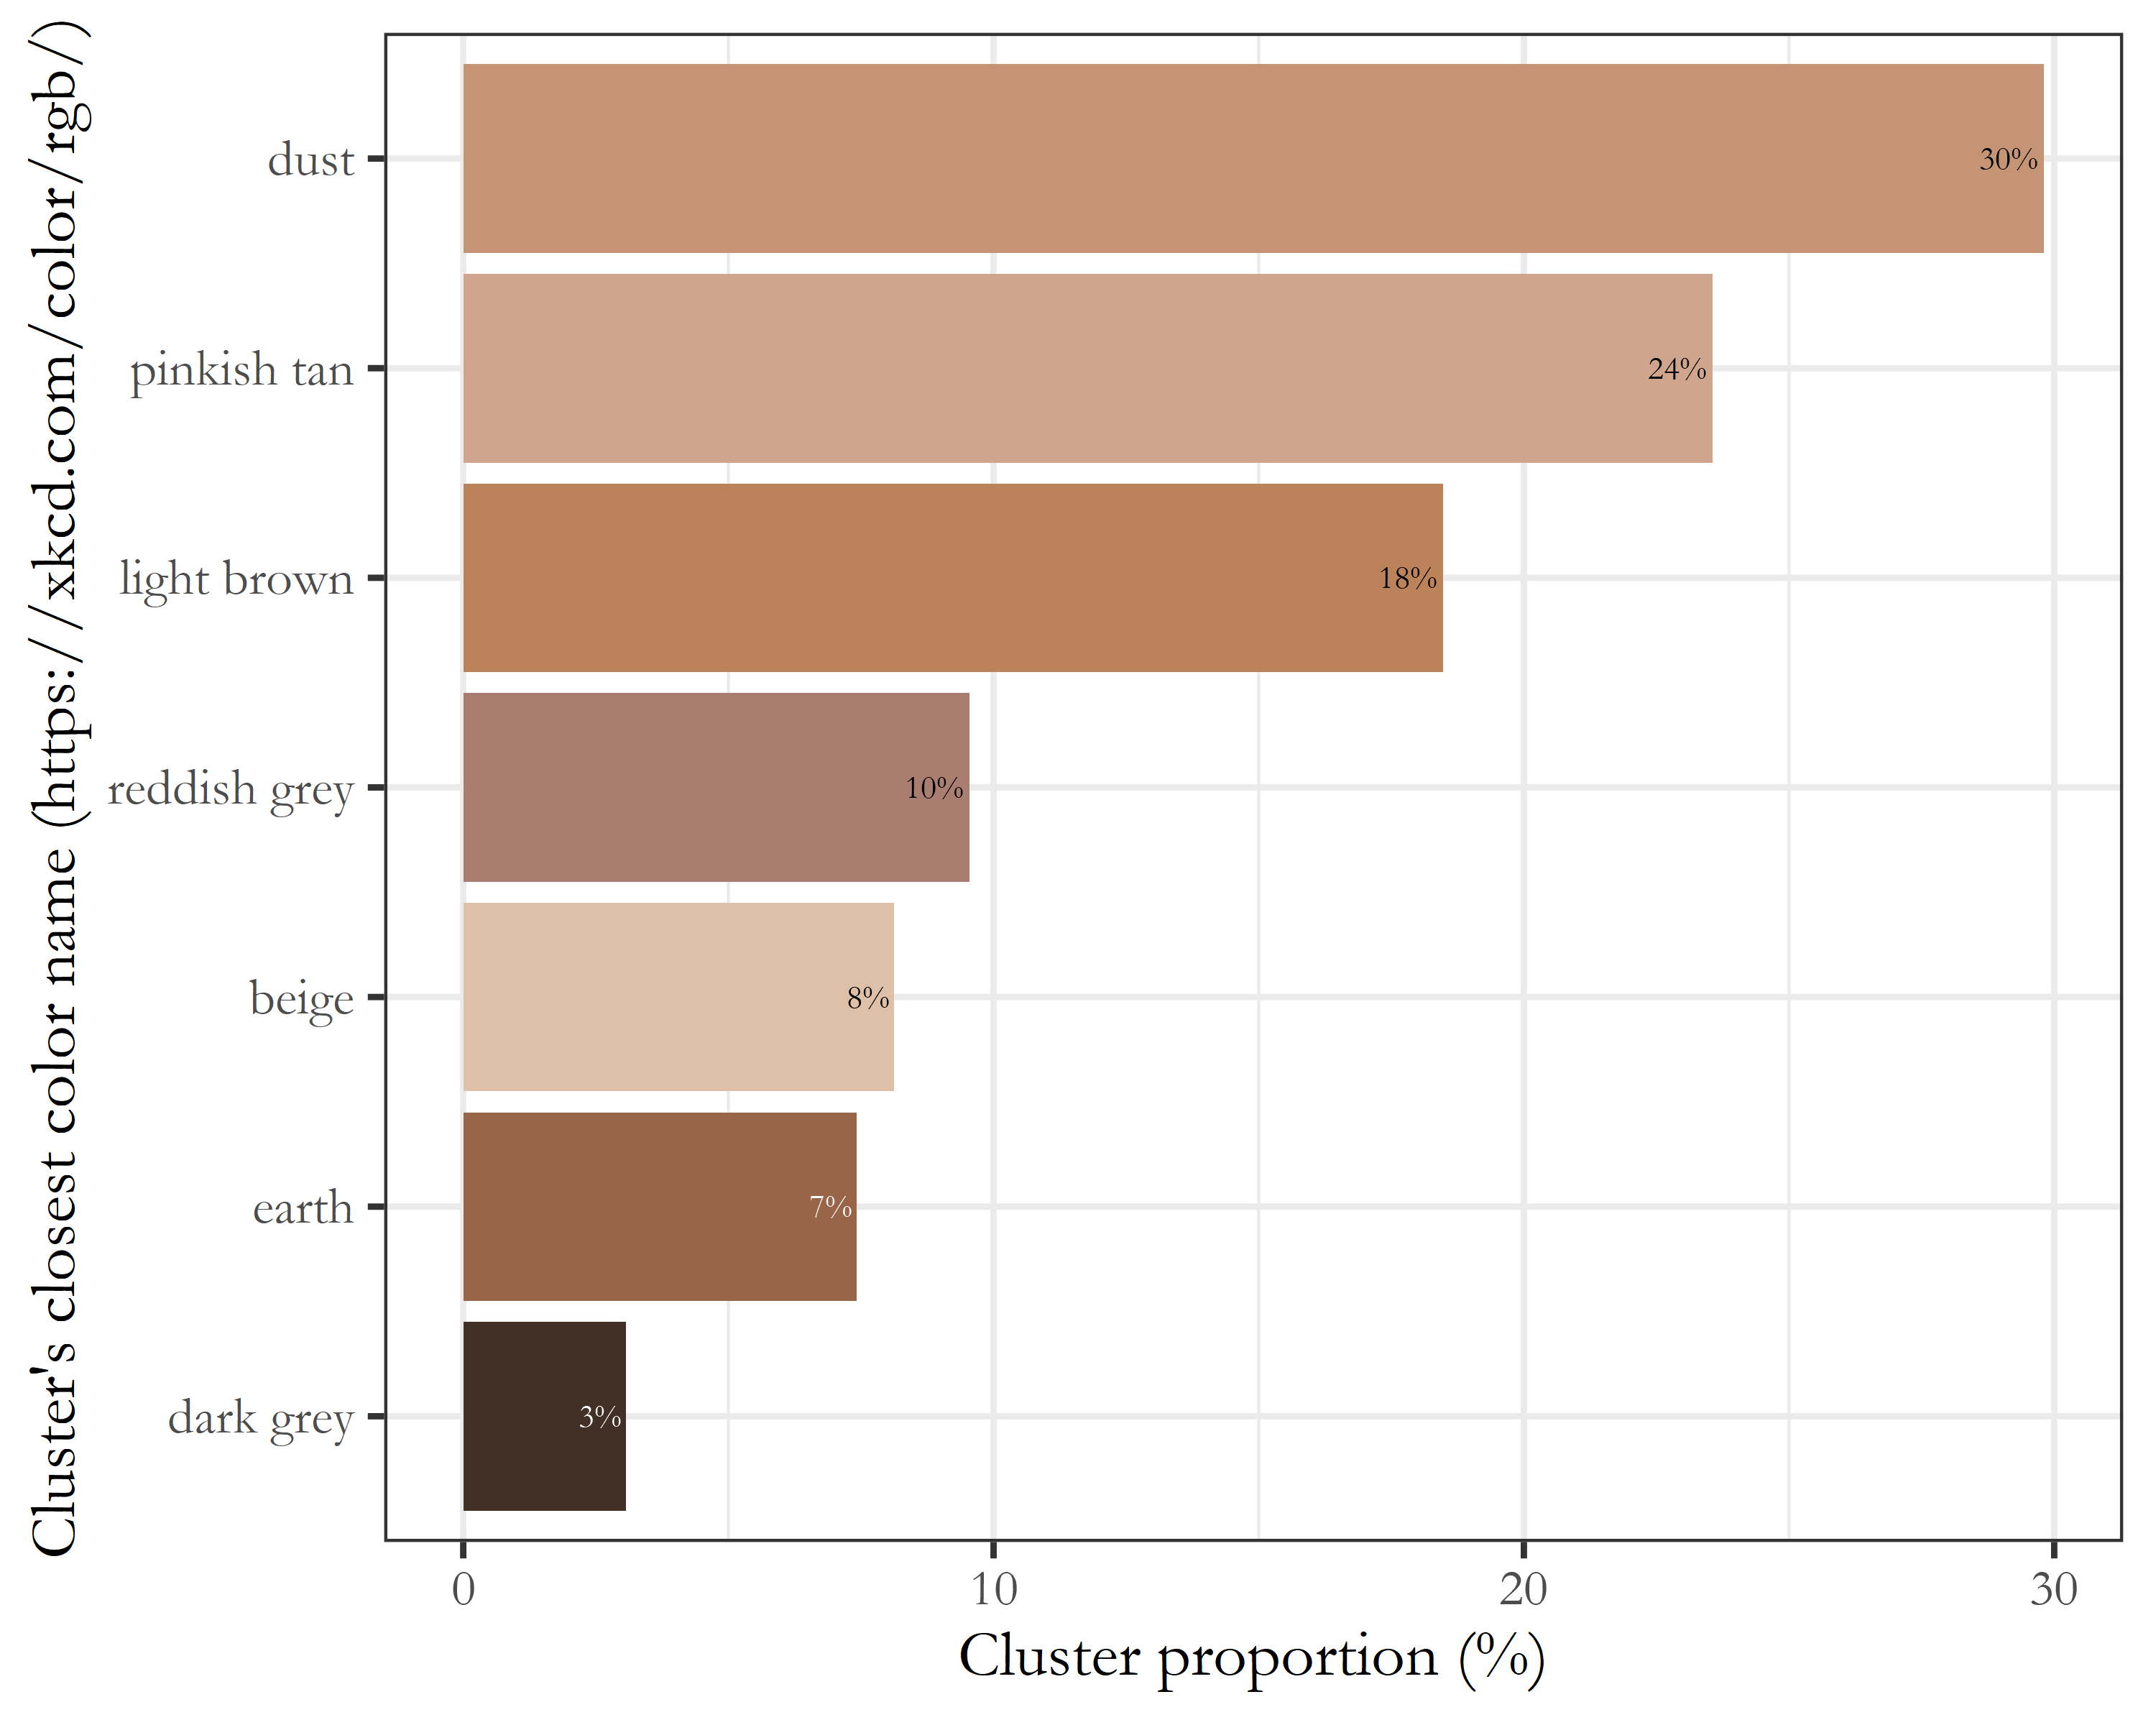 Cluster's closest color name (https://xkcd.com/color/rgb/)
dust
30%
pinkish tan
24%
light brown
18%
reddish grey
10%
beige
8%
earth
7%
dark grey
3%
0 10 20 30
Cluster proportion (%)